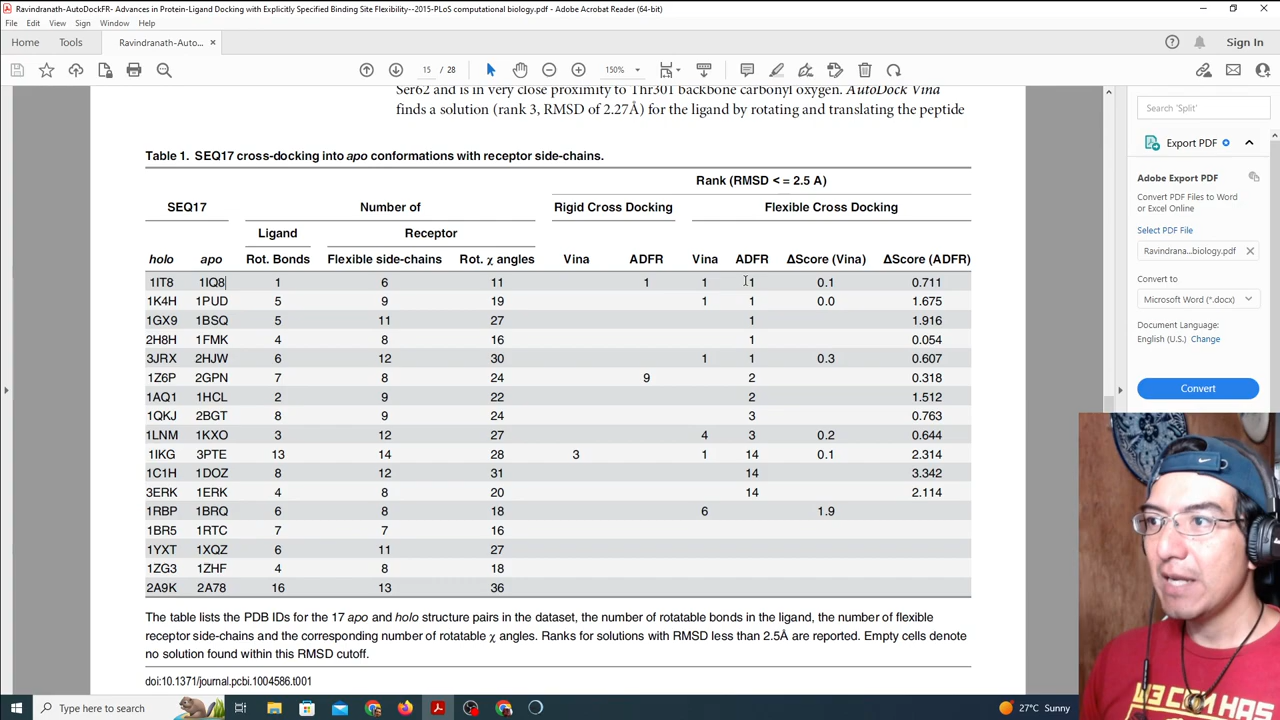 Ravindranath-AutoDockFR- Advances in Protein-Ligand Docking with Explicitly Specified Binding Site Flexibility--2015-PLoS computational biology.pdf - Adobe Acrobat Reader (64-bit)
File Edit View Sign Window Help
Home Tools Ravindranath-Auto... × Sign In
15 / 28 150%
Ser62 and is in very close proximity to Thr301 backbone carbonyl oxygen. AutoDock Vina
finds a solution (rank 3, RMSD of 2.27Å) for the ligand by rotating and translating the peptide
Table 1. SEQ17 cross-docking into apo conformations with receptor side-chains.
Rank (RMSD < = 2.5 A)
SEQ17 Number of Rigid Cross Docking Flexible Cross Docking
Ligand Receptor
holo apo Rot. Bonds Flexible side-chains Rot. χ angles Vina ADFR Vina ADFR ΔScore (Vina) ΔScore (ADFR)
1IT8 1IQ8 1 6 11 1 1 1 0.1 0.711
1K4H 1PUD 5 9 19 1 1 0.0 1.675
1GX9 1BSQ 5 11 27 1 1.916
2H8H 1FMK 4 8 16 1 0.054
3JRX 2HJW 6 12 30 1 1 0.3 0.607
1Z6P 2GPN 7 8 24 9 2 0.318
1AQ1 1HCL 2 9 22 2 1.512
1QKJ 2BGT 8 9 24 3 0.763
1LNM 1KXO 3 12 27 4 3 0.2 0.644
1IKG 3PTE 13 14 28 3 1 14 0.1 2.314
1C1H 1DOZ 8 12 31 14 3.342
3ERK 1ERK 4 8 20 14 2.114
1RBP 1BRQ 6 8 18 6 1.9
1BR5 1RTC 7 7 16
1YXT 1XQZ 6 11 27
1ZG3 1ZHF 4 8 18
2A9K 2A78 16 13 36
The table lists the PDB IDs for the 17 apo and holo structure pairs in the dataset, the number of rotatable bonds in the ligand, the number of flexible
receptor side-chains and the corresponding number of rotatable χ angles. Ranks for solutions with RMSD less than 2.5Å are reported. Empty cells denote
no solution found within this RMSD cutoff.
doi:10.1371/journal.pcbi.1004586.t001
Search 'Split'
Export PDF
Adobe Export PDF
Convert PDF Files to Word
or Excel Online
Select PDF File
Ravindrana...biology.pdf ×
Convert to
Microsoft Word (*.docx)
Document Language:
English (U.S.) Change
Convert
Type here to search
27°C Sunny